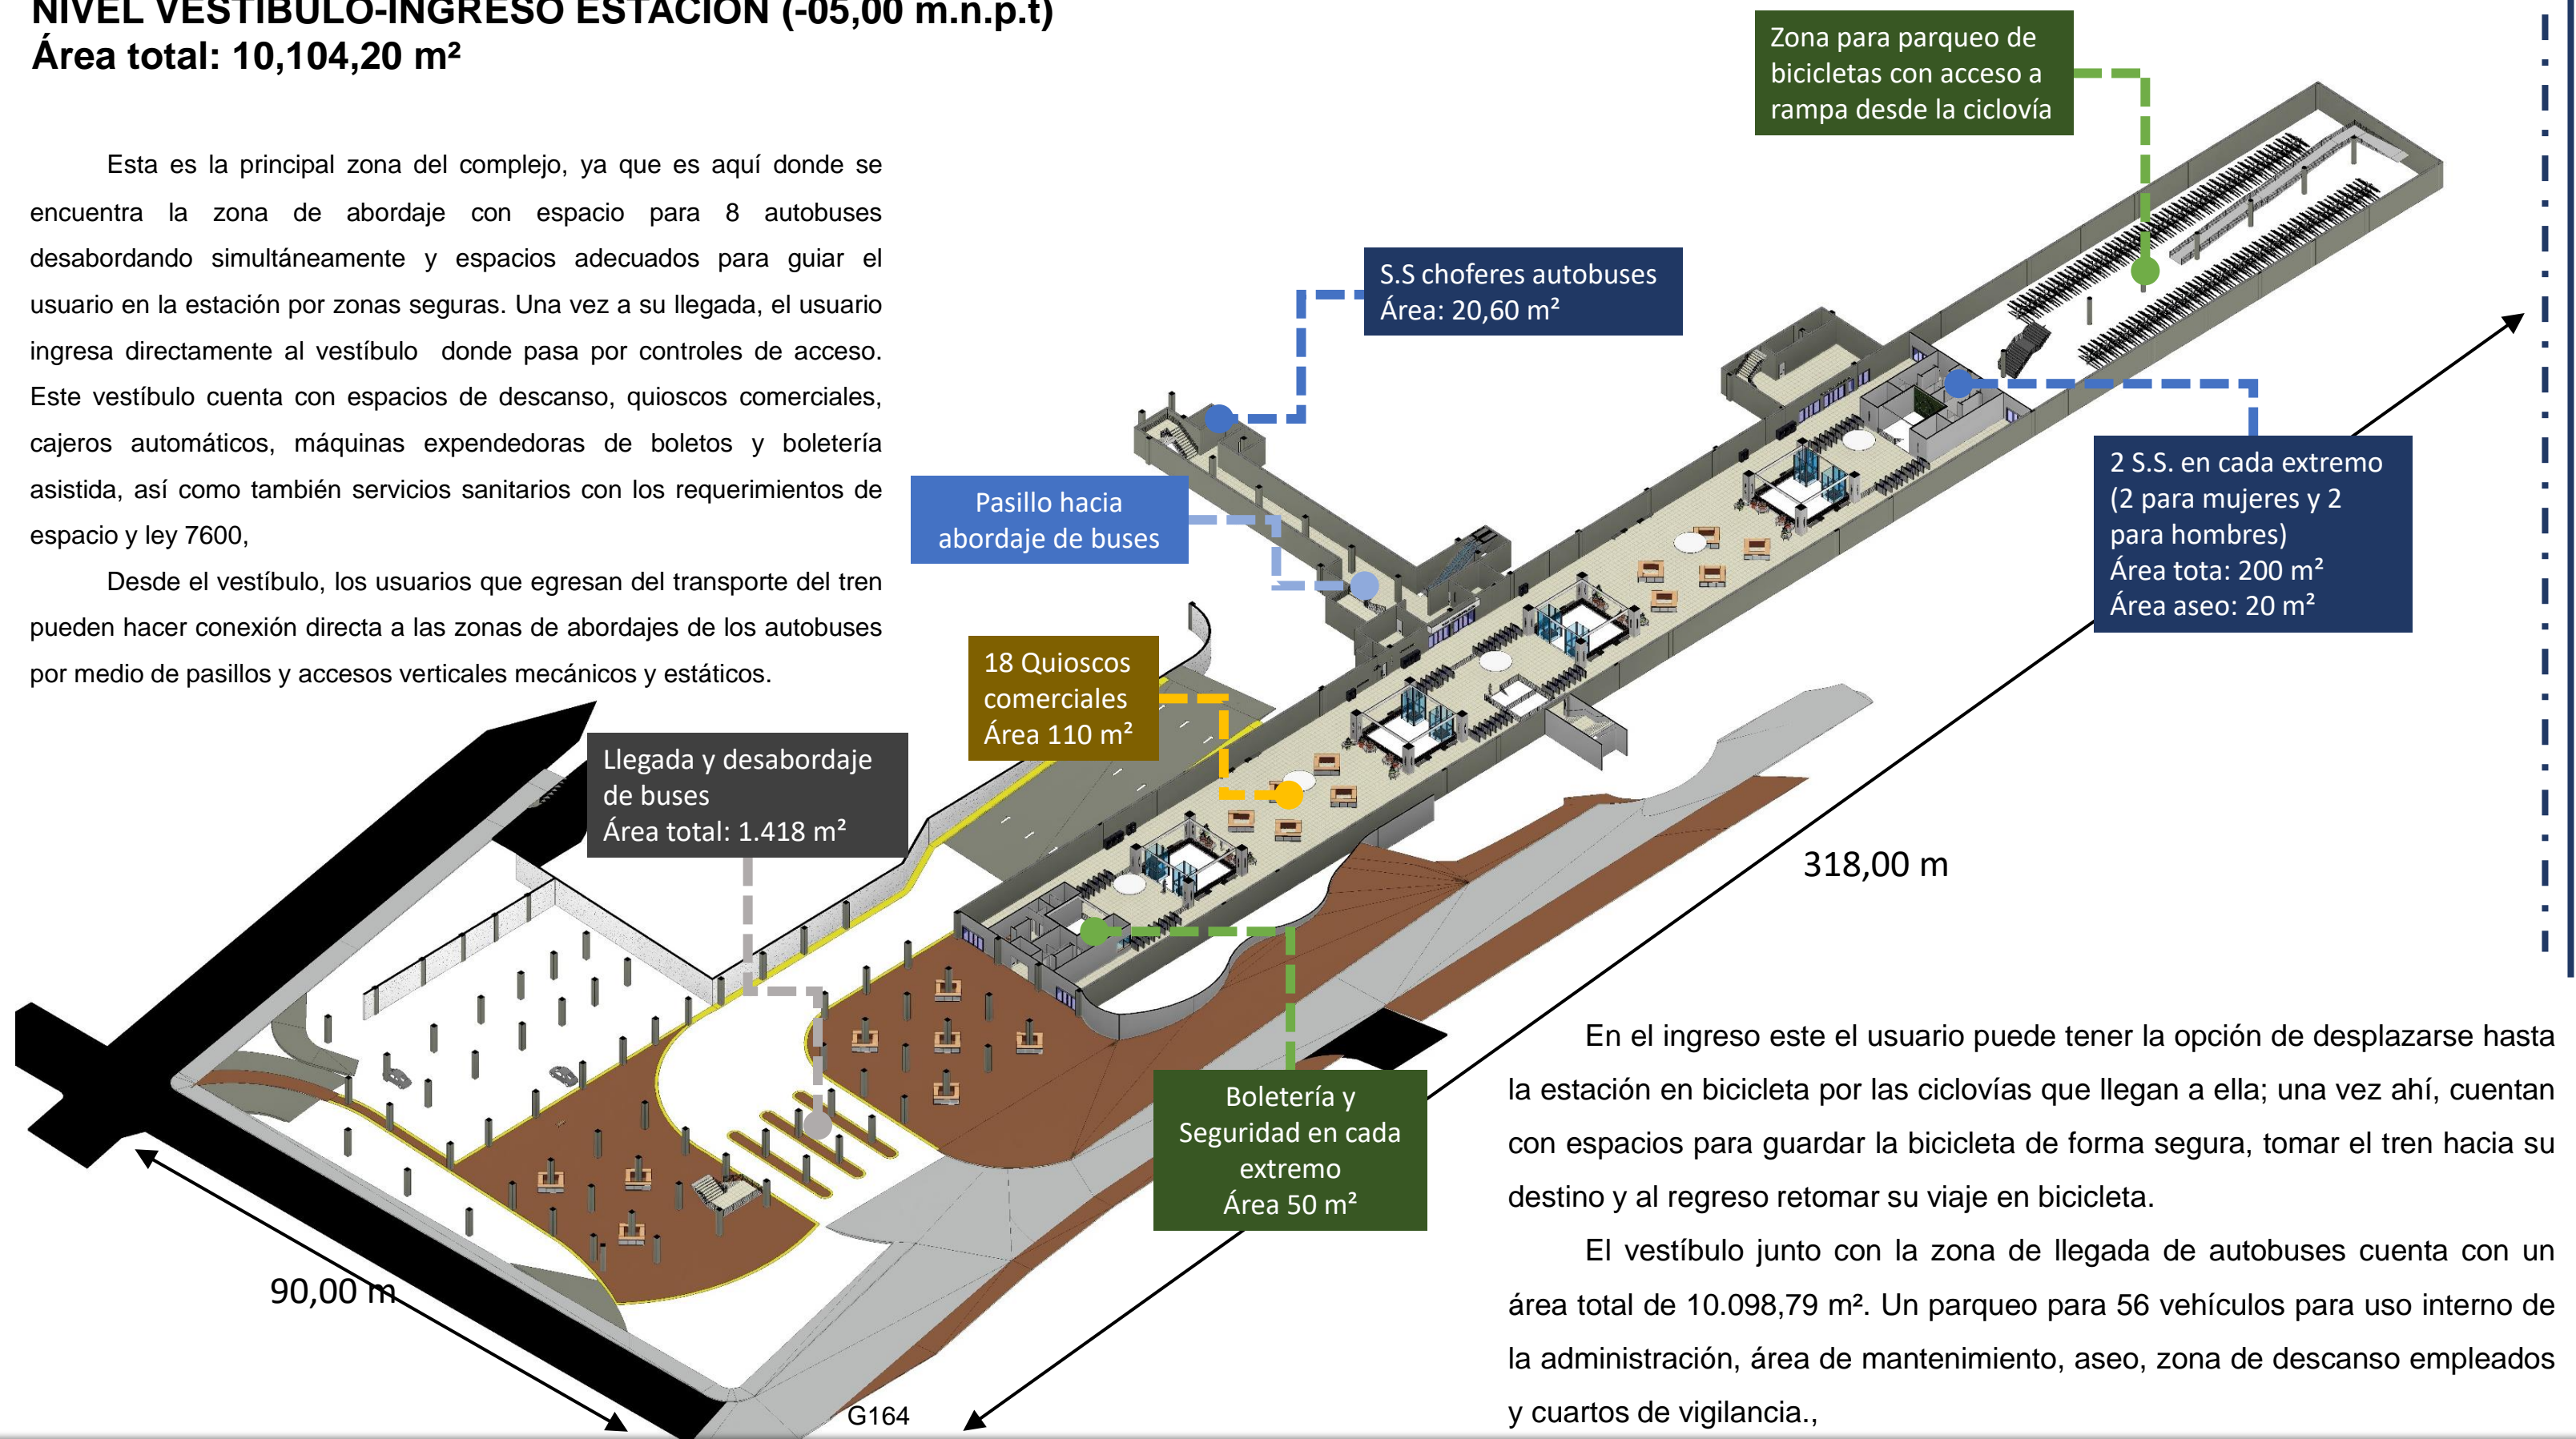 NIVEL VESTÍBULO-INGRESO ESTACIÓN (-05,00 m.n.p.t)
Área total: 10,104,20 m²
Esta es la principal zona del complejo, ya que es aquí donde se
encuentra la zona de abordaje con espacio para 8 autobuses
desabordando simultáneamente y espacios adecuados para guiar el
usuario en la estación por zonas seguras. Una vez a su llegada, el usuario
ingresa directamente al vestíbulo donde pasa por controles de acceso.
Este vestíbulo cuenta con espacios de descanso, quioscos comerciales,
cajeros automáticos, máquinas expendedoras de boletos y boletería
asistida, así como también servicios sanitarios con los requerimientos de
espacio y ley 7600,
Desde el vestíbulo, los usuarios que egresan del transporte del tren
pueden hacer conexión directa a las zonas de abordajes de los autobuses
por medio de pasillos y accesos verticales mecánicos y estáticos.
Zona para parqueo de
bicicletas con acceso a
rampa desde la ciclovía
S.S choferes autobuses
Área: 20,60 m²
Pasillo hacia
abordaje de buses
2 S.S. en cada extremo
(2 para mujeres y 2
para hombres)
Área tota: 200 m²
Área aseo: 20 m²
18 Quioscos
comerciales
Área 110 m²
Llegada y desabordaje
de buses
Área total: 1.418 m²
318,00 m
Boletería y
Seguridad en cada
extremo
Área 50 m²
90,00 m
G164
En el ingreso este el usuario puede tener la opción de desplazarse hasta
la estación en bicicleta por las ciclovías que llegan a ella; una vez ahí, cuentan
con espacios para guardar la bicicleta de forma segura, tomar el tren hacia su
destino y al regreso retomar su viaje en bicicleta.
El vestíbulo junto con la zona de llegada de autobuses cuenta con un
área total de 10.098,79 m². Un parqueo para 56 vehículos para uso interno de
la administración, área de mantenimiento, aseo, zona de descanso empleados
y cuartos de vigilancia.,